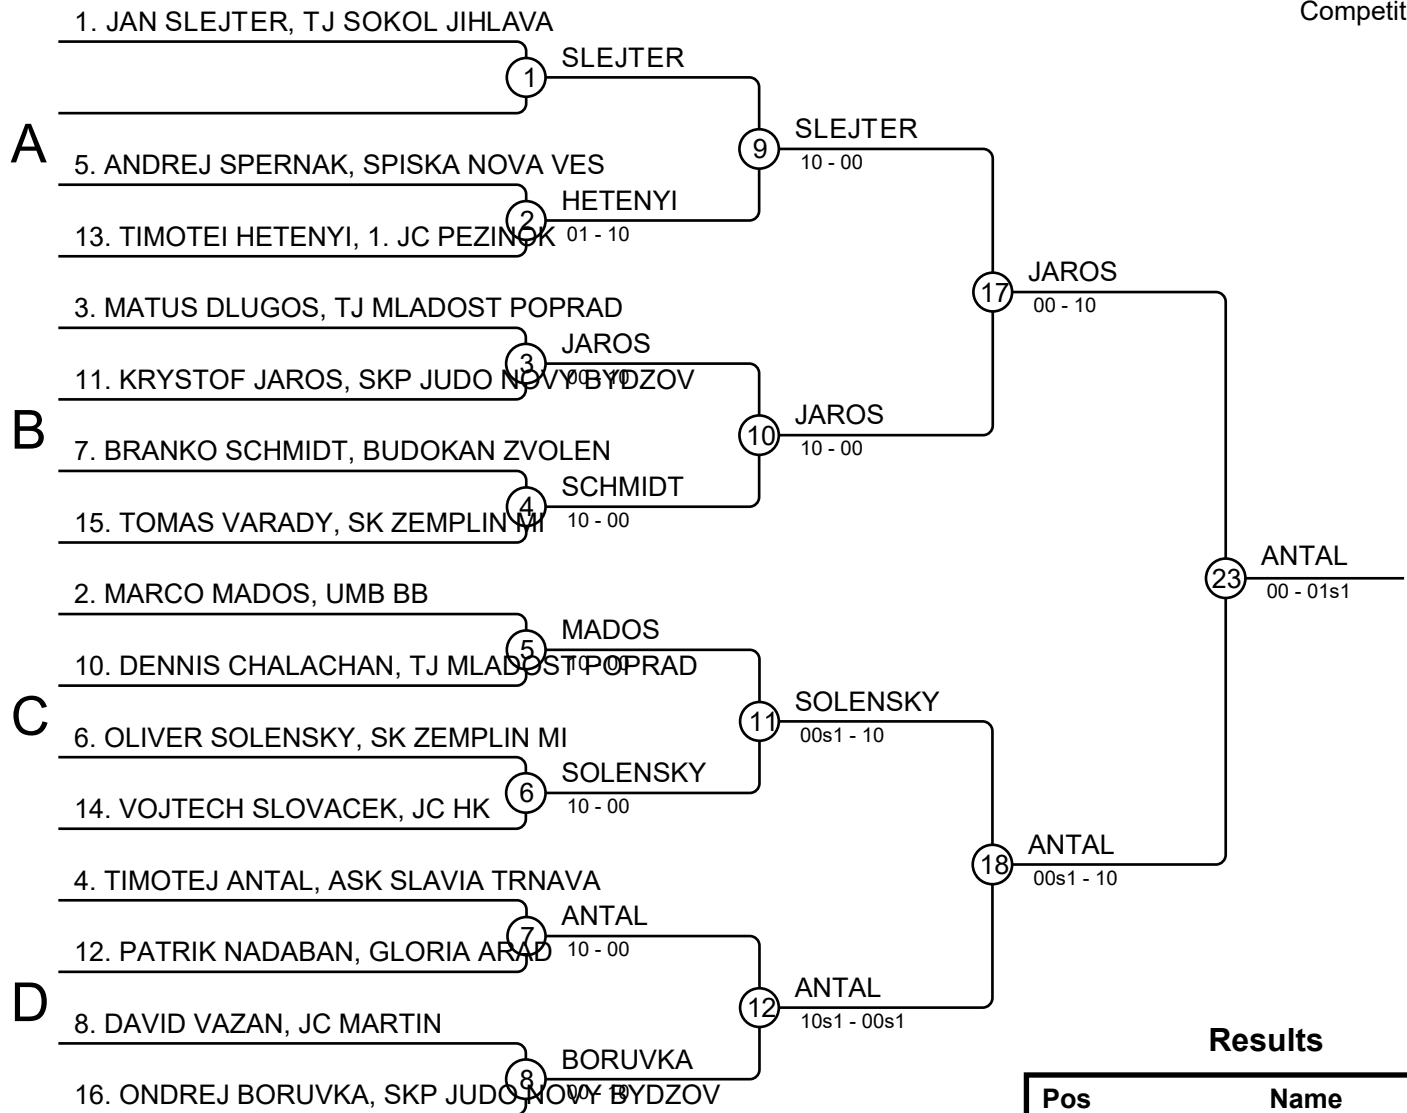 Competit
1. JAN SLEJTER, TJ SOKOL JIHLAVA
1
SLEJTER
A
9
SLEJTER
10 - 00
5. ANDREJ SPERNAK, SPISKA NOVA VES
2
HETENYI
01 - 10
13. TIMOTEI HETENYI, 1. JC PEZINOK
17
JAROS
00 - 10
3. MATUS DLUGOS, TJ MLADOST POPRAD
3
JAROS
00 - 10
11. KRYSTOF JAROS, SKP JUDO NOVY BYDZOV
B
10
JAROS
10 - 00
7. BRANKO SCHMIDT, BUDOKAN ZVOLEN
4
SCHMIDT
10 - 00
15. TOMAS VARADY, SK ZEMPLIN MI
23
ANTAL
00 - 01s1
2. MARCO MADOS, UMB BB
5
MADOS
10 - 00
10. DENNIS CHALACHAN, TJ MLADOST POPRAD
C
11
SOLENSKY
00s1 - 10
6. OLIVER SOLENSKY, SK ZEMPLIN MI
6
SOLENSKY
10 - 00
14. VOJTECH SLOVACEK, JC HK
18
ANTAL
00s1 - 10
4. TIMOTEJ ANTAL, ASK SLAVIA TRNAVA
7
ANTAL
10 - 00
12. PATRIK NADABAN, GLORIA ARAD
D
12
ANTAL
10s1 - 00s1
8. DAVID VAZAN, JC MARTIN
8
BORUVKA
00 - 10
16. ONDREJ BORUVKA, SKP JUDO NOVY BYDZOV
Results
Pos Name